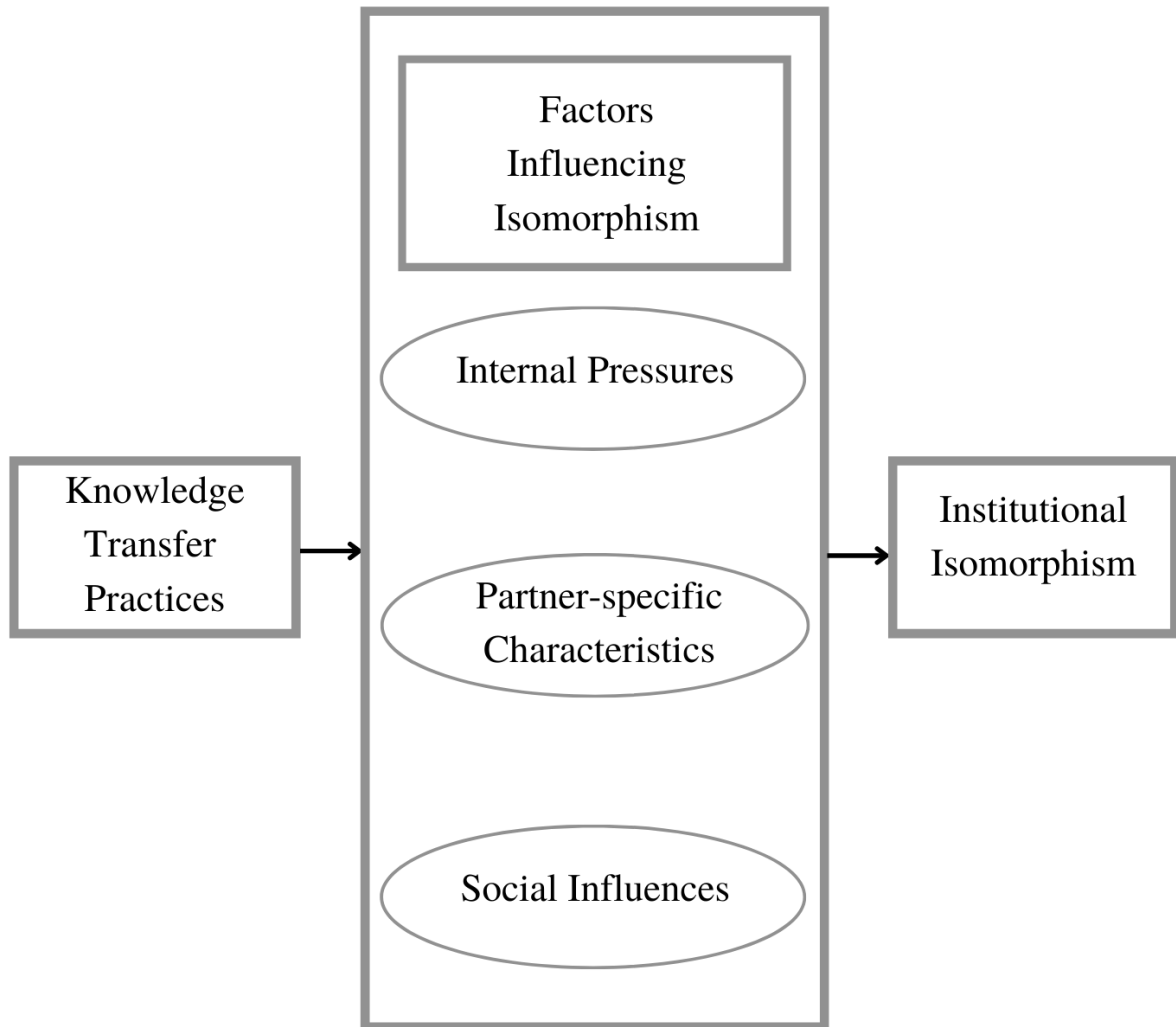 Factors
Influencing
Isomorphism
Internal Pressures
Knowledge
Transfer
Practices
Partner-specific
Characteristics
Institutional
Isomorphism
Social Influences